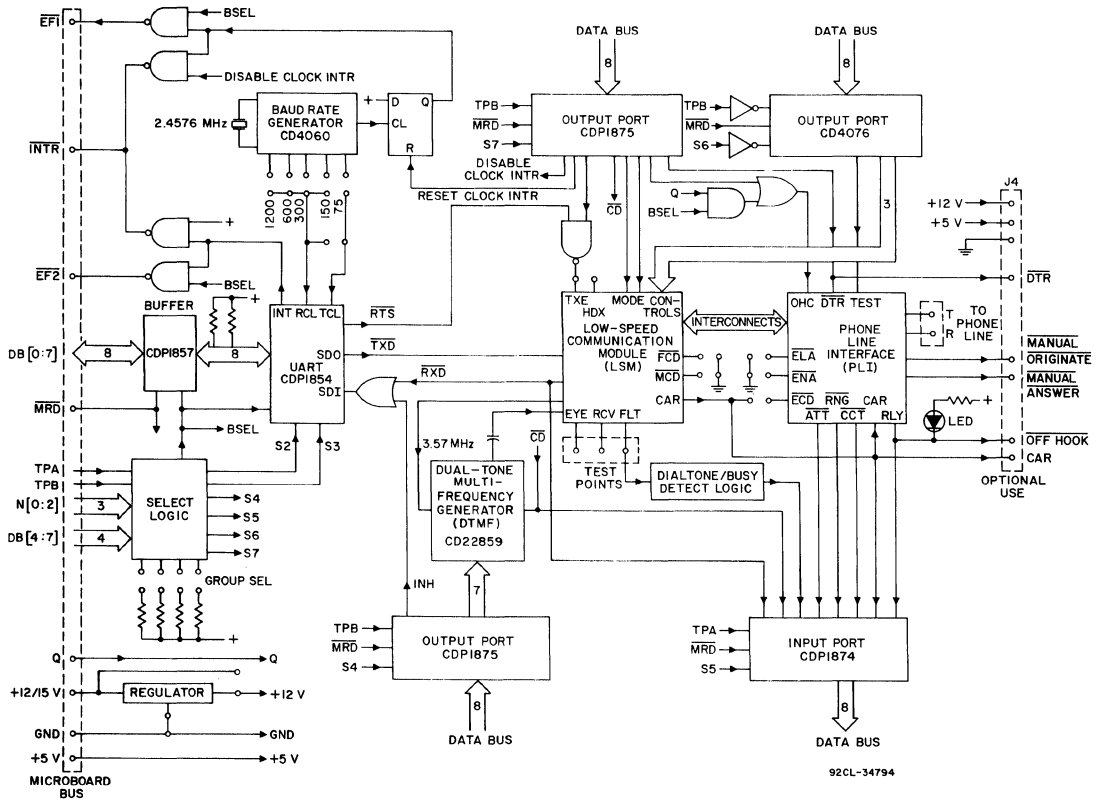 EF1
BSEL
DISABLE CLOCK INTR
2.4576 MHz
BAUD RATE
GENERATOR
CD4060
+
D
Q
CL
R
INTR
1200
600
300
150
75
RESET CLOCK INTR
+
EF2
BSEL
DATA BUS
8
TPB
MRD
S7
OUTPUT PORT
CDP1875
DISABLE
CLOCK INTR
CD
DATA BUS
8
TPB
MRD
S6
OUTPUT PORT
CD4076
Q
BSEL
3
J4
+12 V
+5 V
DTR
BUFFER
CDP1857
+
8
8
DB [0:7]
INT RCL TCL
SDO
UART
CDP1854
SDI
RTS
TXD
RXD
TXE
HDX
MODE
CON-
TROLS
LOW-SPEED
COMMUNICATION
MODULE
(LSM)
FCD
MCD
CAR
EYE RCV FLT
INTERCONNECTS
OHC DTR TEST
PHONE
LINE
INTERFACE
(PLI)
ELA
ENA
ECD RNG CAR
ATT CCT RLY
T
R
TO
PHONE
LINE
MANUAL
ORIGINATE
MANUAL
ANSWER
+
LED
OFF HOOK
CAR
OPTIONAL
USE
MRD
BSEL
S2
S3
TPA
TPB
N[0:2]
3
DB [4:7]
4
SELECT
LOGIC
S4
S5
S6
S7
GROUP SEL
+
3.57 MHz
CD
DUAL-TONE
MULTI-
FREQUENCY
GENERATOR
(DTMF)
CD22859
TEST
POINTS
DIALTONE/BUSY
DETECT LOGIC
INH
7
TPB
MRD
S4
OUTPUT PORT
CDP1875
8
DATA BUS
TPA
MRD
S5
INPUT PORT
CDP1874
8
DATA BUS
Q
Q
+12/15 V
REGULATOR
+12 V
GND
GND
+5 V
+5 V
MICROBOARD
BUS
92CL-34794